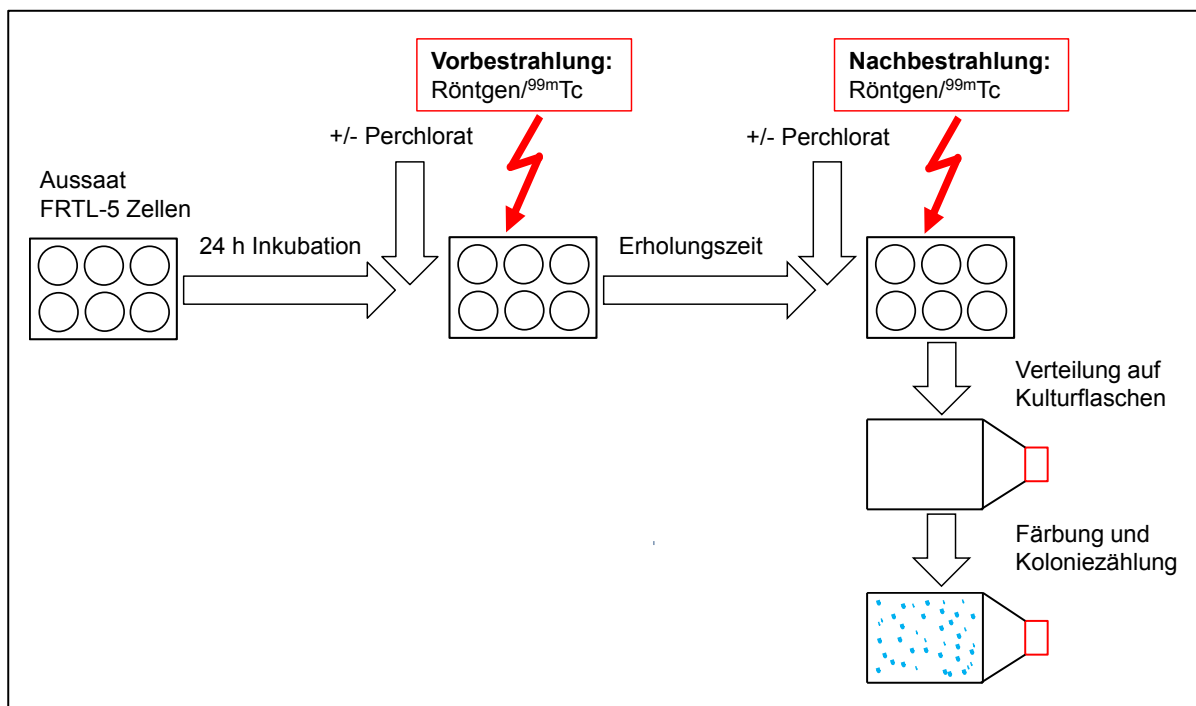 Vorbestrahlung:
Röntgen/⁹⁹ᵐTc
Nachbestrahlung:
Röntgen/⁹⁹ᵐTc
+/- Perchlorat
+/- Perchlorat
Aussaat
FRTL-5 Zellen
24 h Inkubation
Erholungszeit
Verteilung auf
Kulturflaschen
Färbung und
Koloniezählung